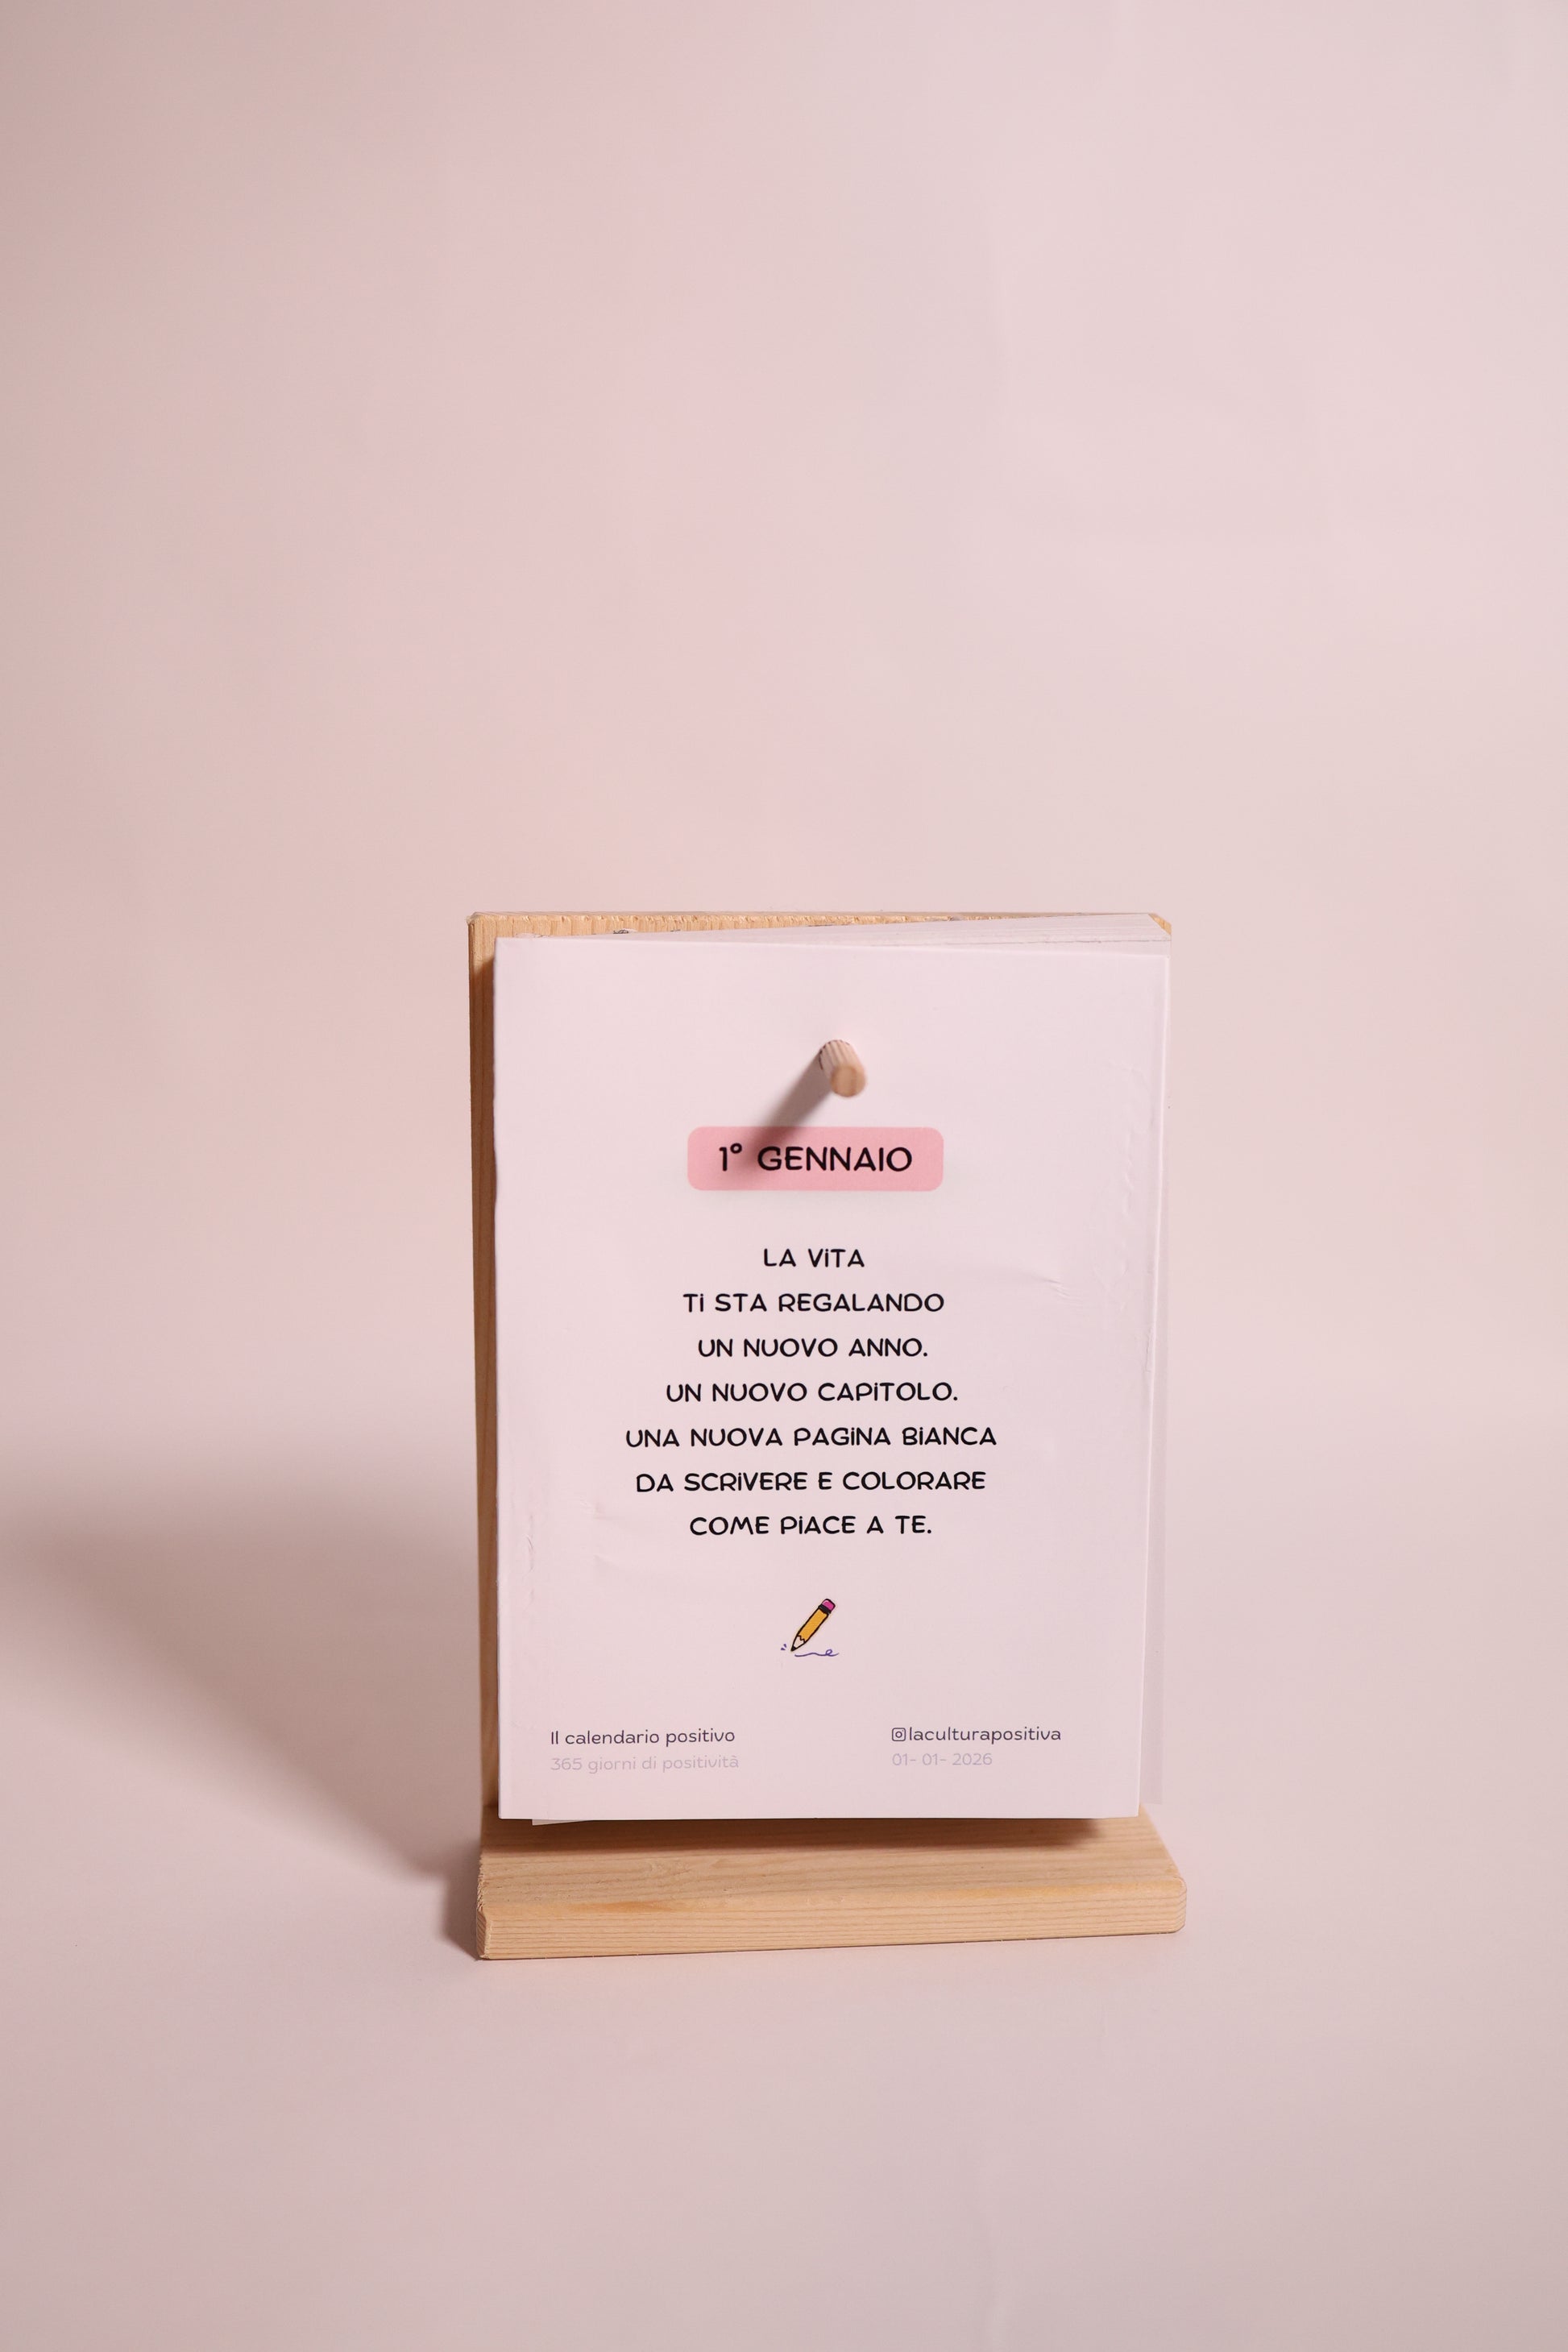 1° GENNAIO
LA VITA
TI STA REGALANDO
UN NUOVO ANNO.
UN NUOVO CAPITOLO.
UNA NUOVA PAGINA BIANCA
DA SCRIVERE E COLORARE
COME PIACE A TE.
Il calendario positivo
365 giorni di positività
laculturapositiva
01- 01- 2026